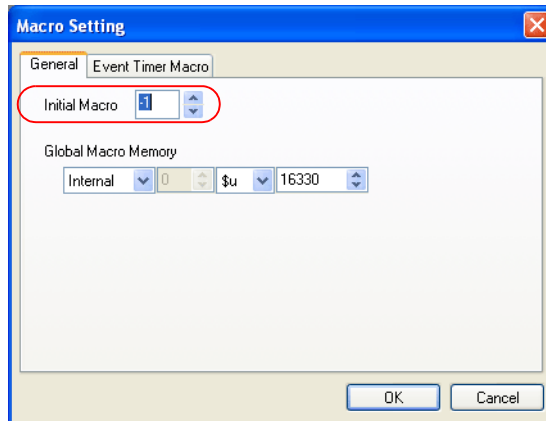 Macro Setting
General Event Timer Macro
Initial Macro -1
Global Macro Memory
Internal 0 $u 16330
OK Cancel